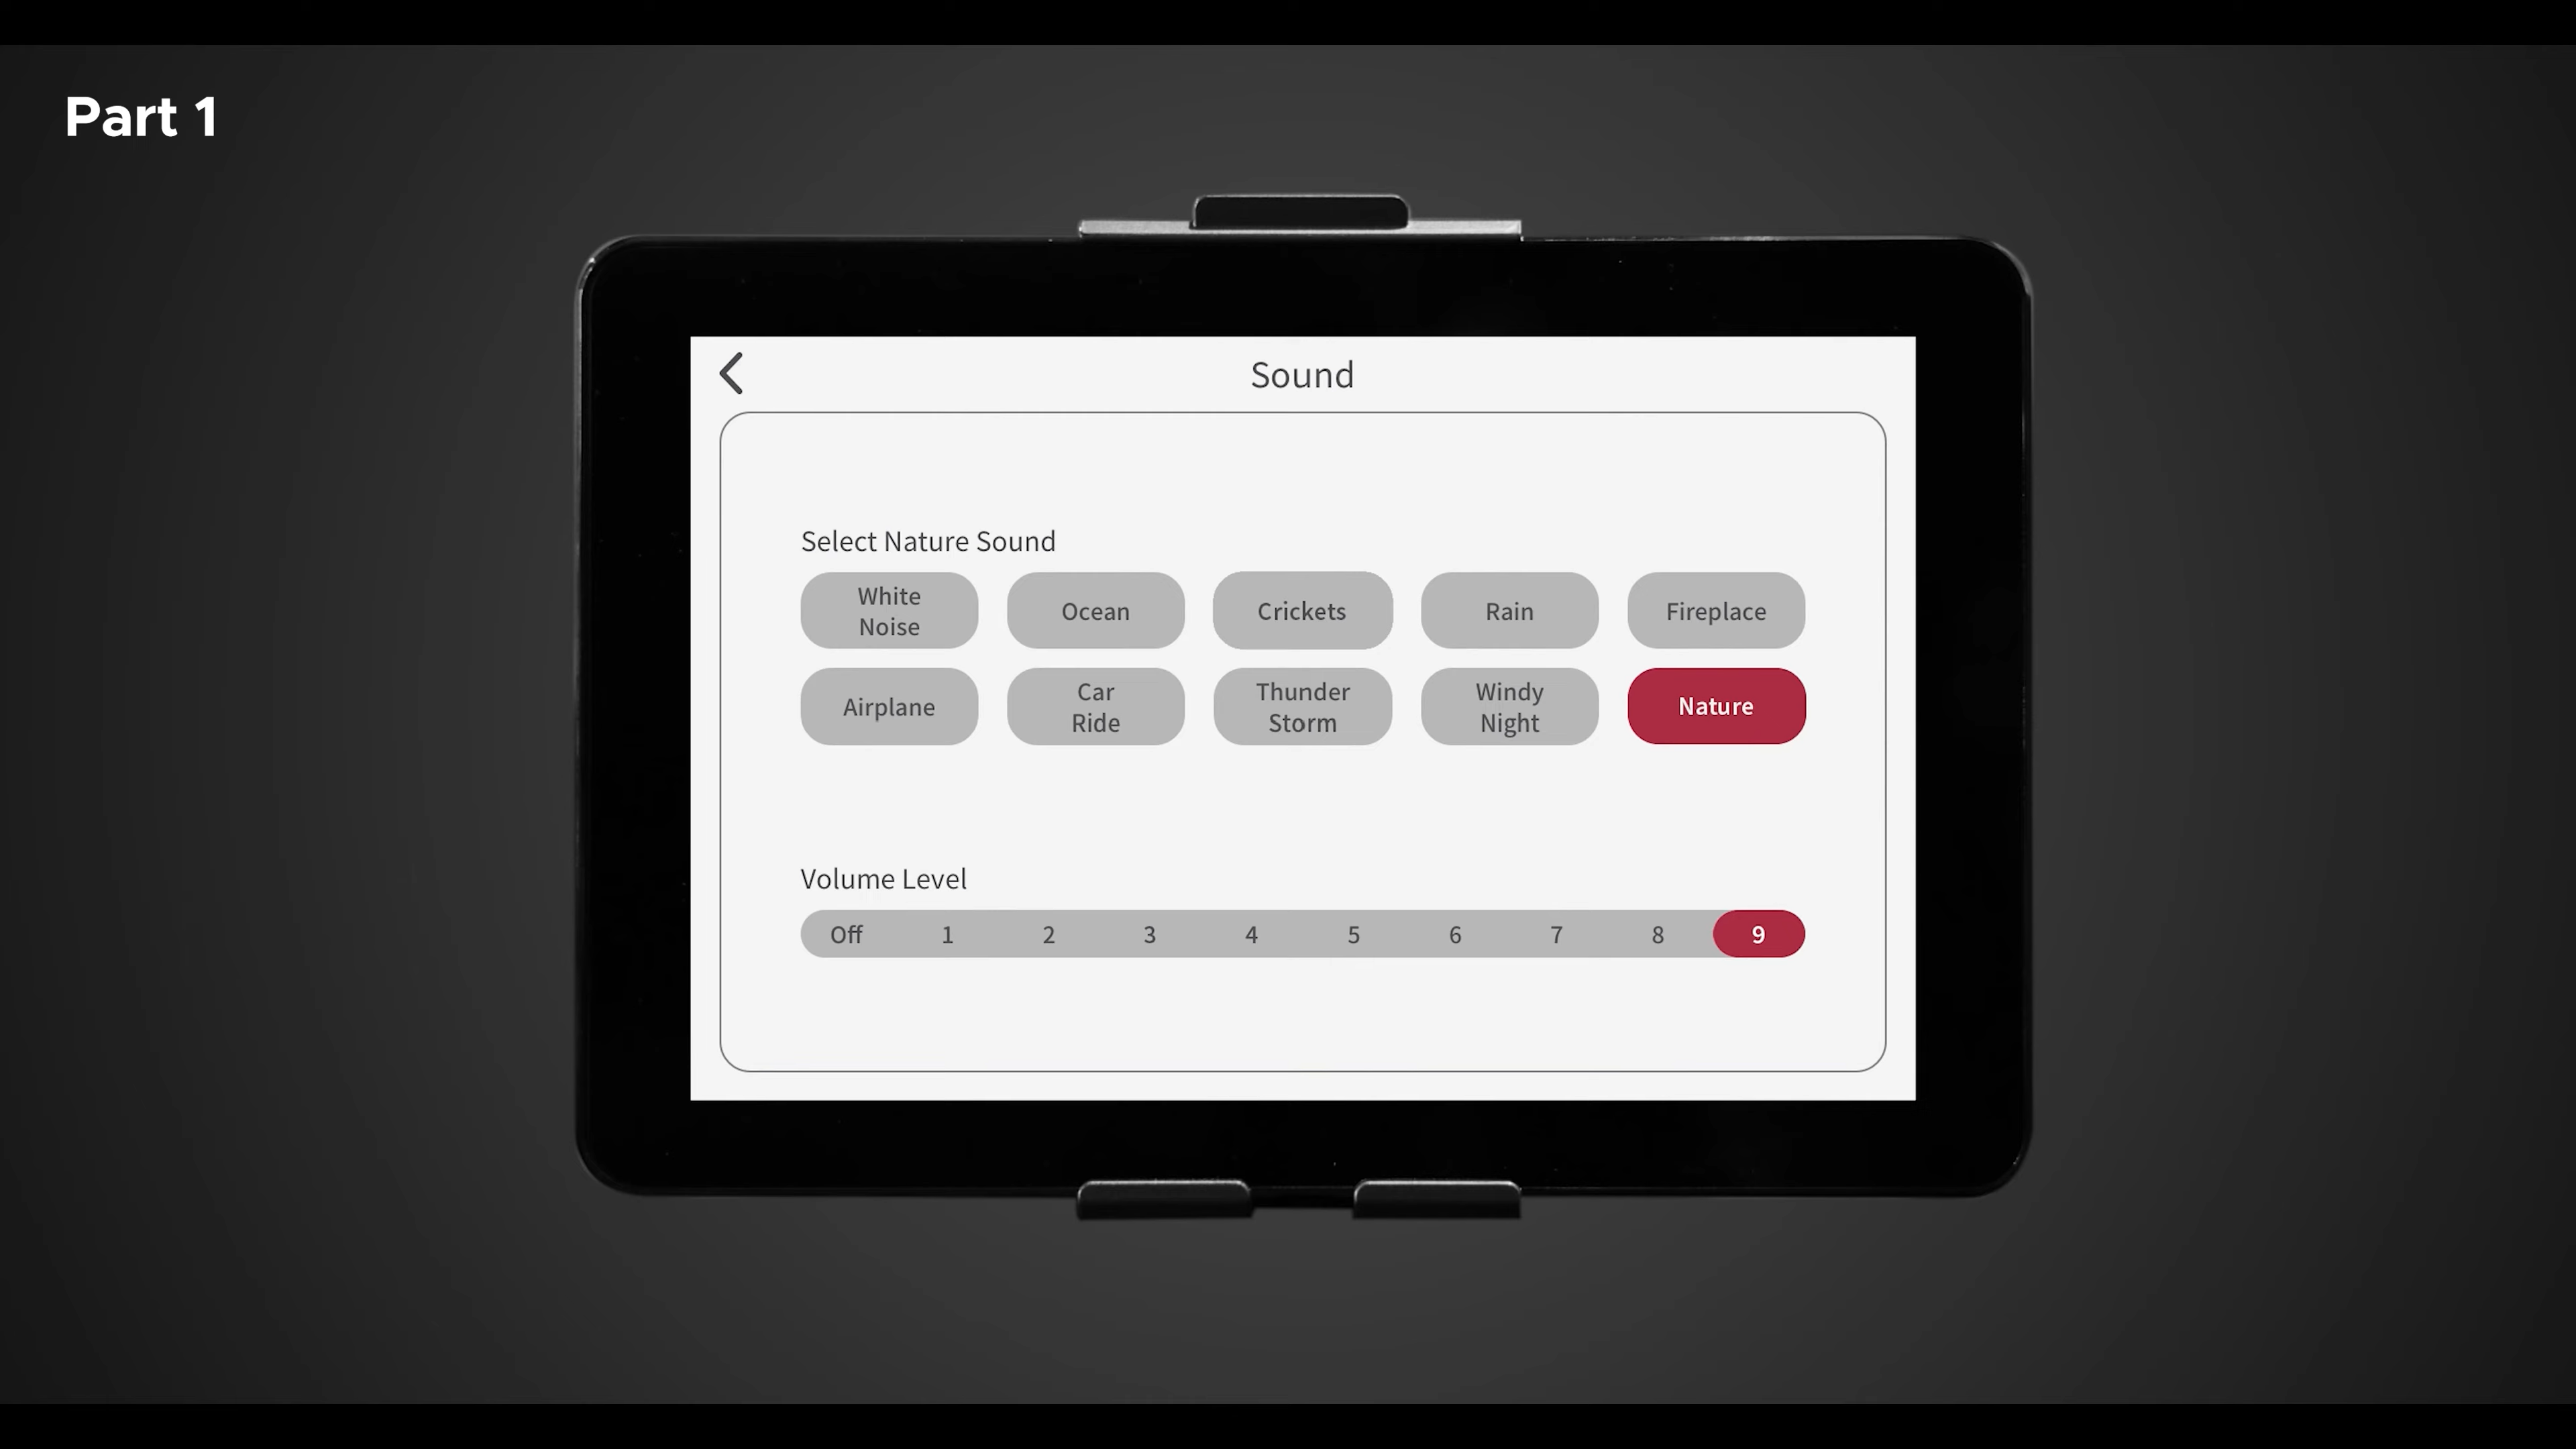 Part 1
Sound
Select Nature Sound
White
Noise
Ocean
Crickets
Rain
Fireplace
Airplane
Car
Ride
Thunder
Storm
Windy
Night
Nature
Volume Level
Off 1 2 3 4 5 6 7 8 9